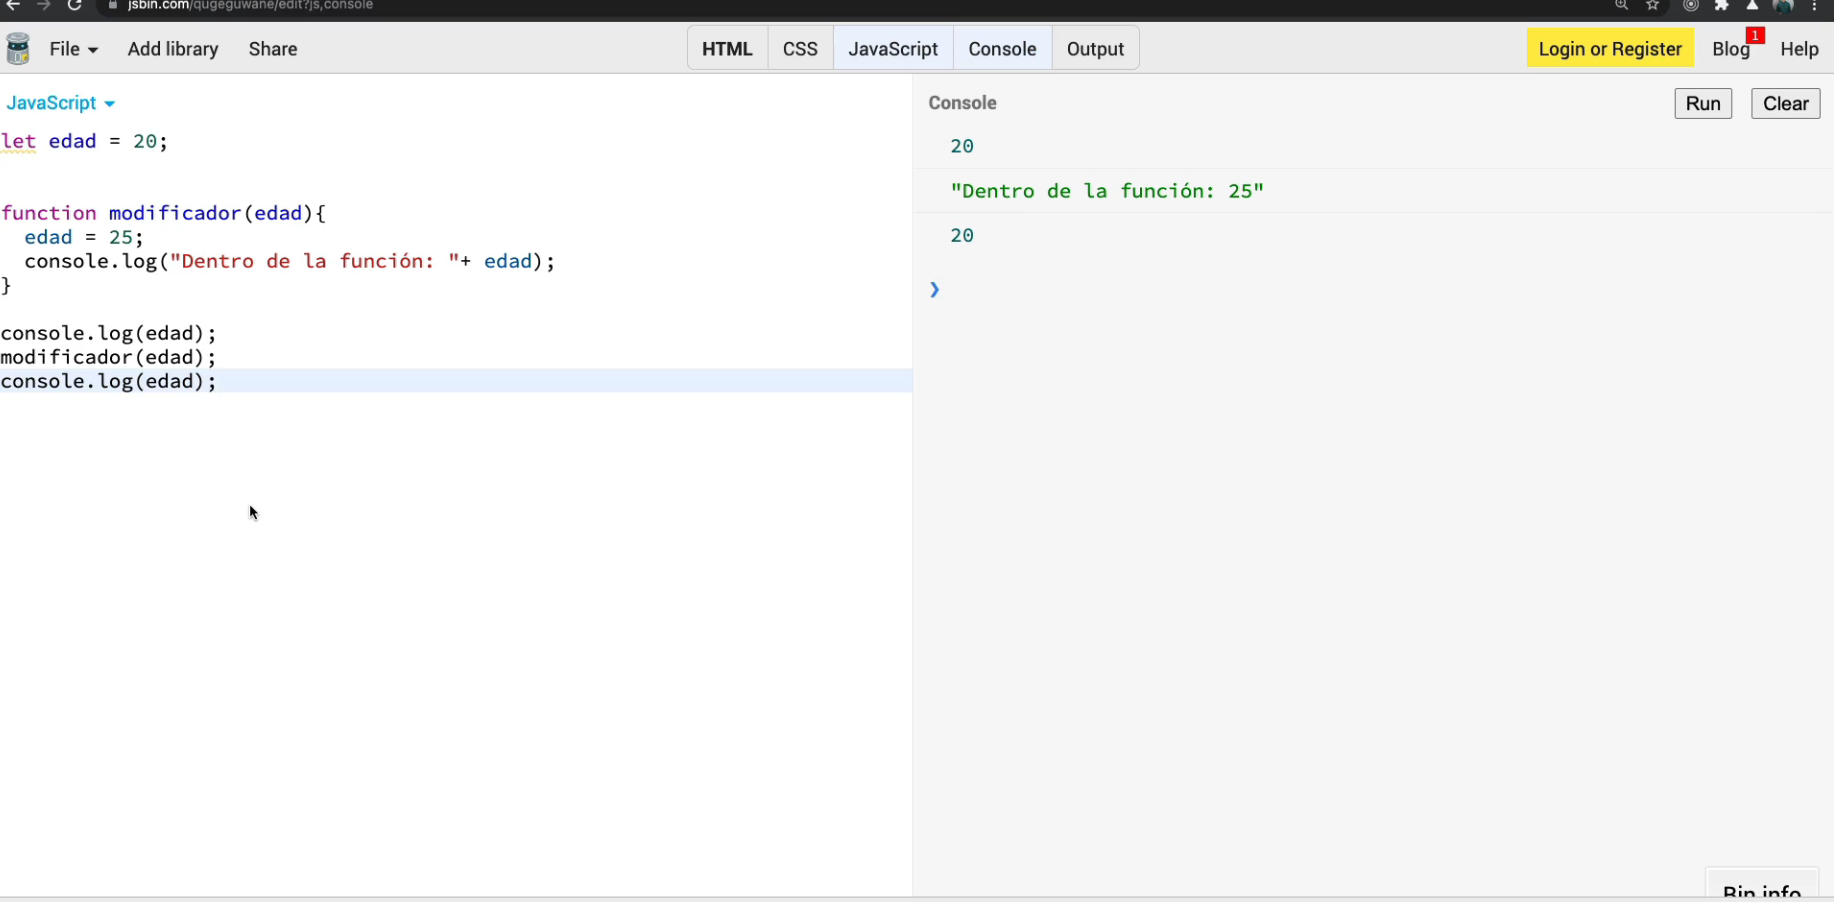 jsbin.com/qugeguwane/edit?js,console
File Add library Share HTML CSS JavaScript Console Output Login or Register Blog 1 Help
JavaScript
let edad = 20;
function modificador(edad){
edad = 25;
console.log("Dentro de la función: "+ edad);
}
console.log(edad);
modificador(edad);
console.log(edad);
Console Run Clear
20
"Dentro de la función: 25"
20
Bin info